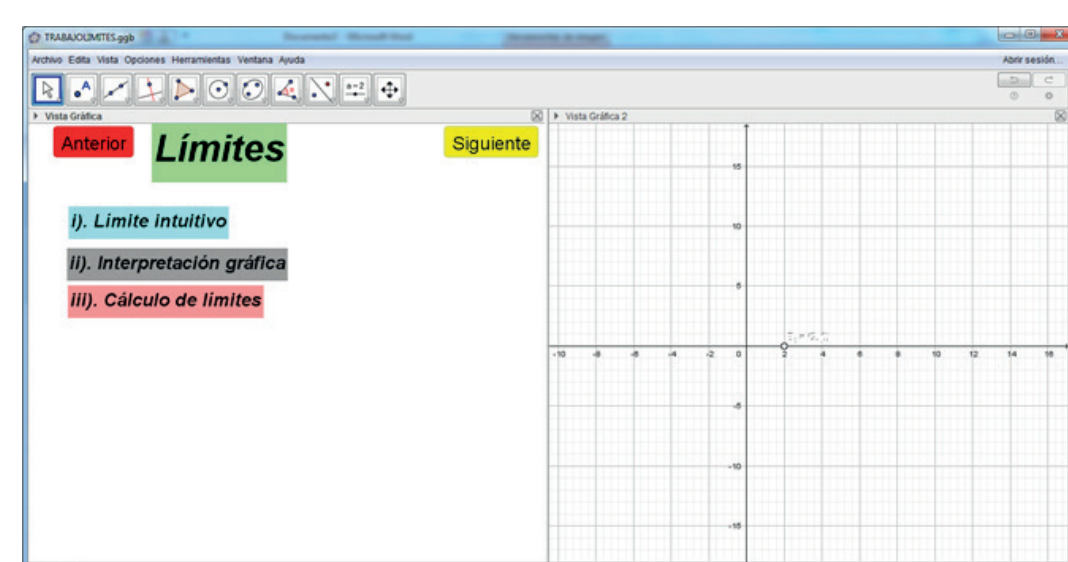 TRABAJOLIMITES.ggb
Archivo Edita Vista Opciones Herramientas Ventana Ayuda
Abrir sesión...
A
a=2
Vista Gráfica
Vista Gráfica 2
Anterior
Límites
Siguiente
i). Limite intuitivo
ii). Interpretación gráfica
iii). Cálculo de límites
15
10
5
-10 -8 -6 -4 -2 0 2 4 6 8 10 12 14 16
-5
-10
-15